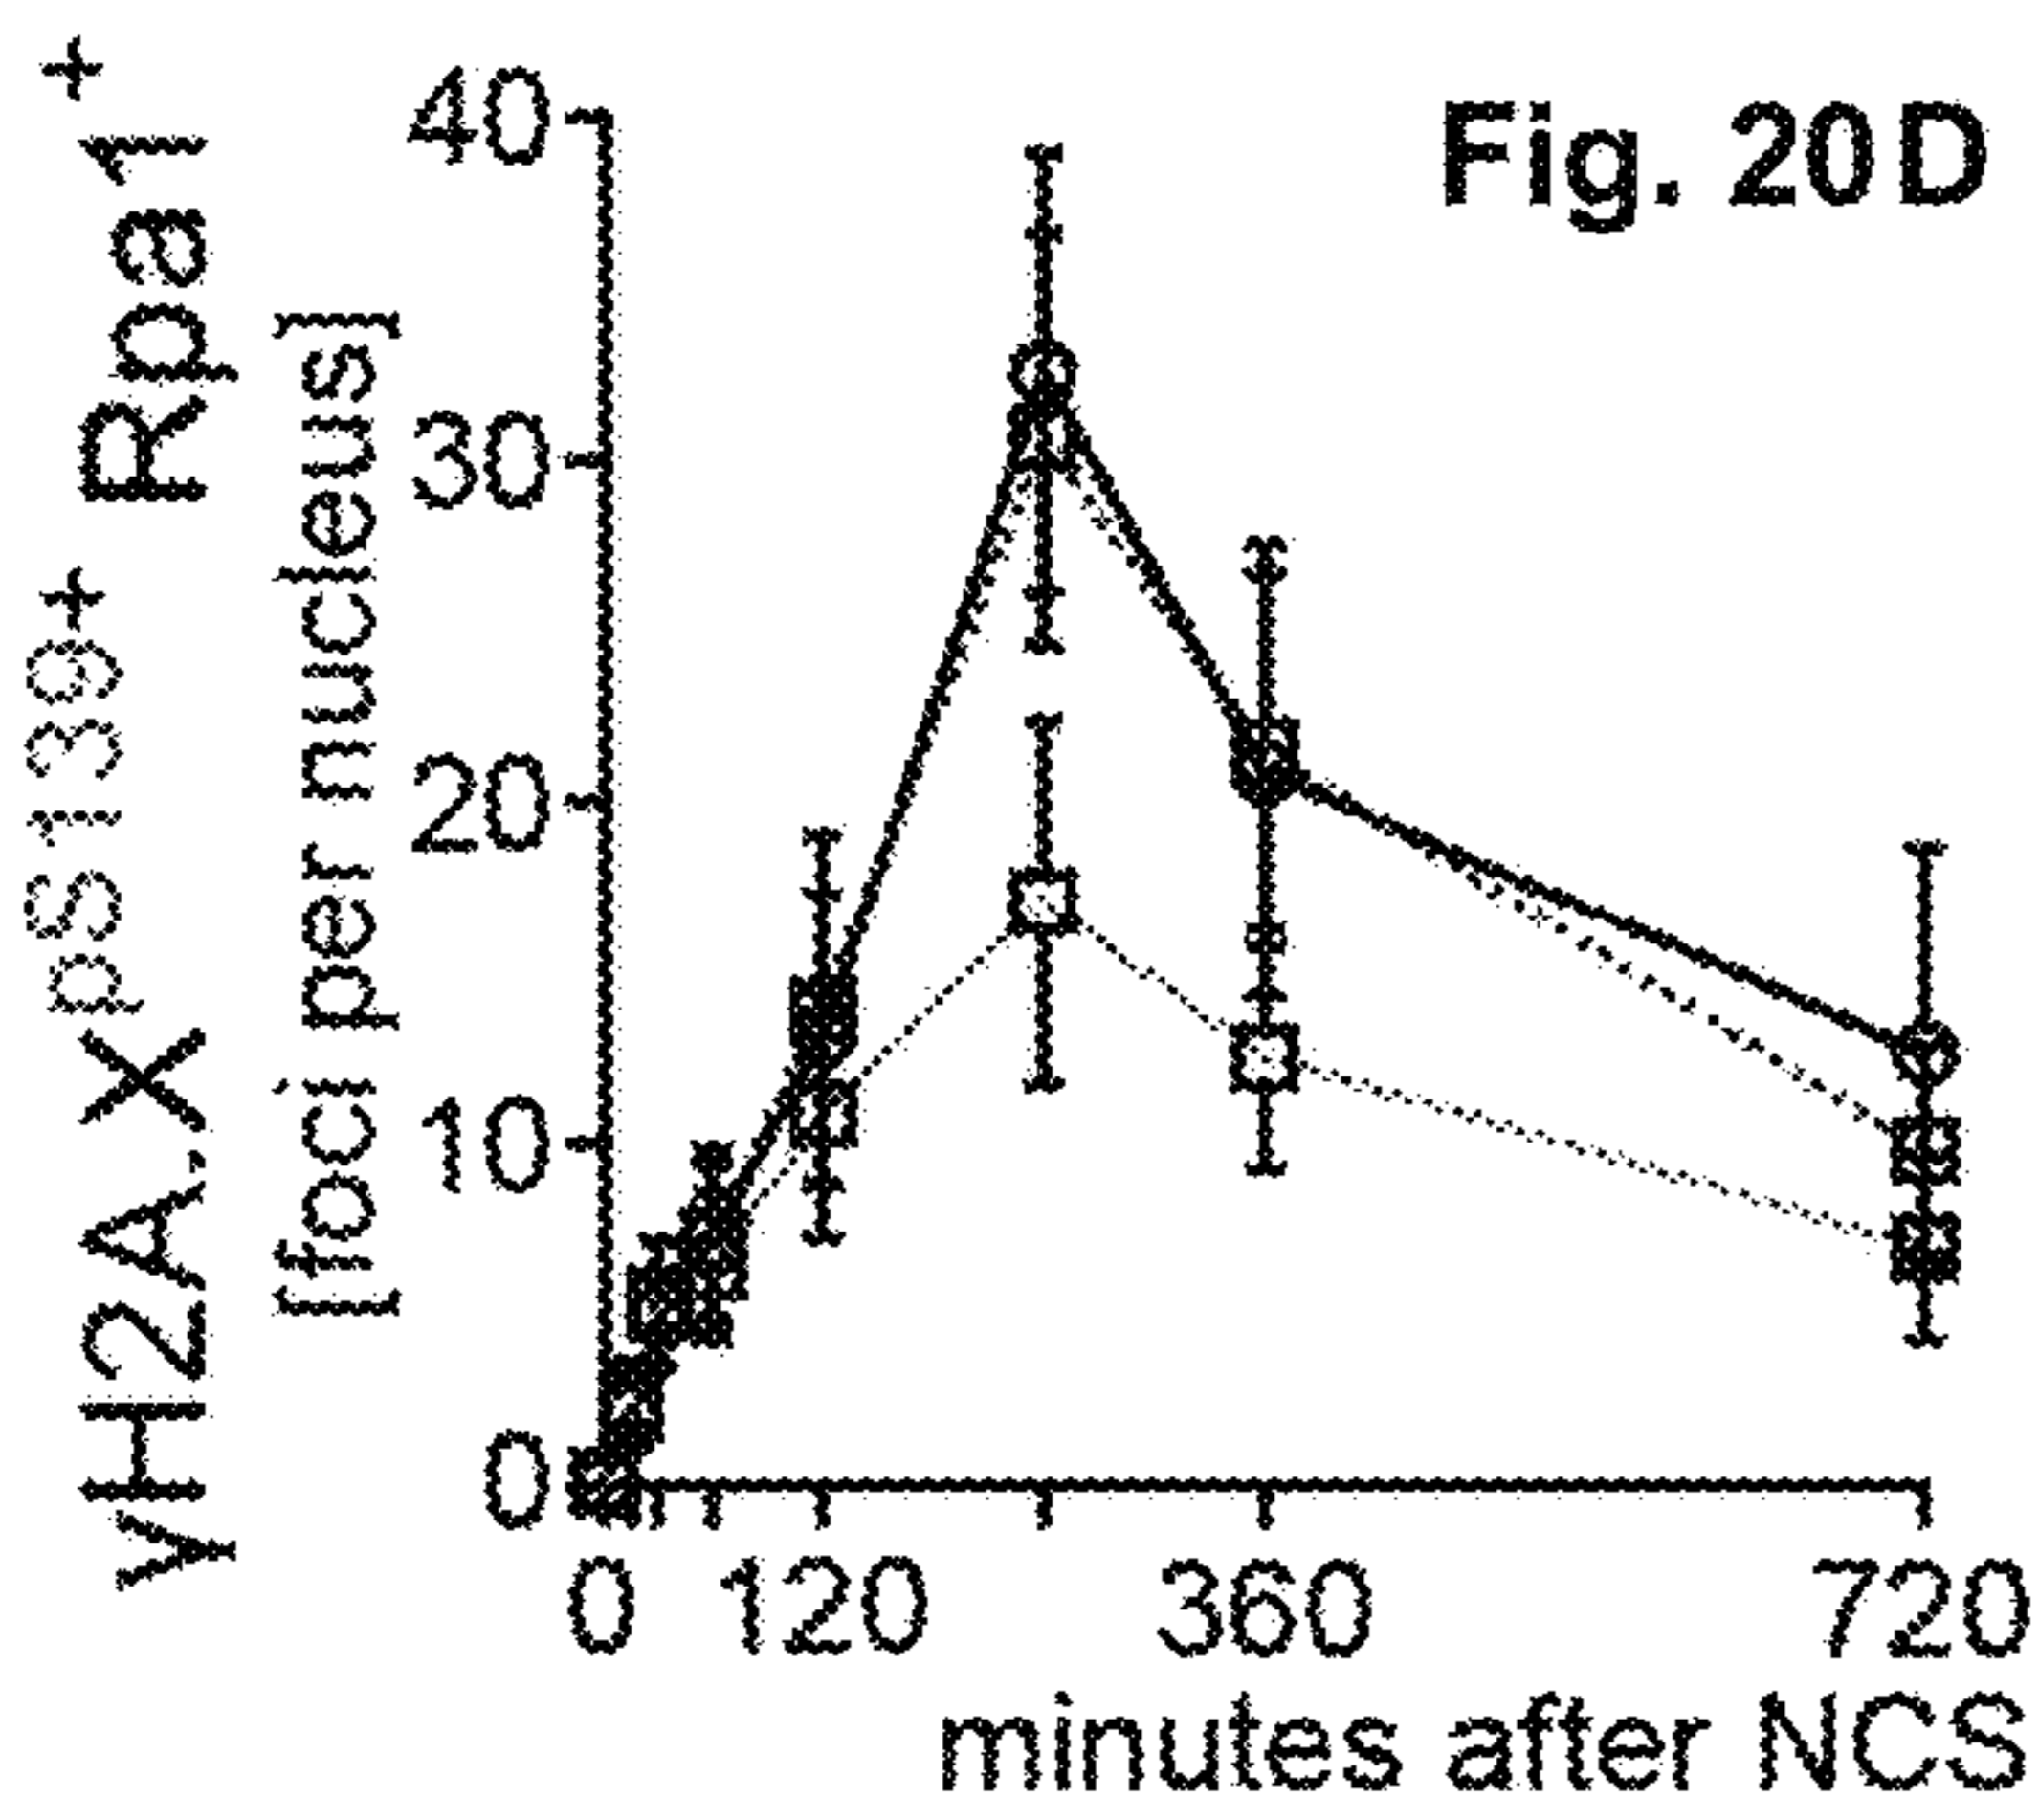 Fig. 20D
γH2A.X pS139+ Rpa1 +
[foci per nucleus]
40
30
20
10
0
0 120 360 720
minutes after NCS